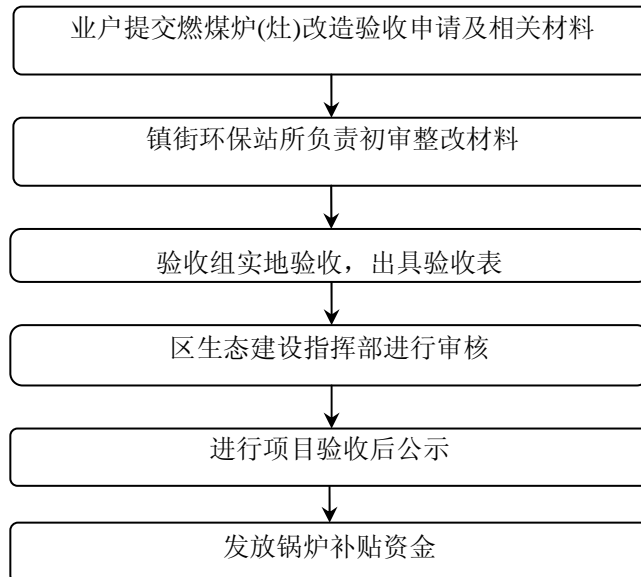 业户提交燃煤炉(灶)改造验收申请及相关材料
镇街环保站所负责初审整改材料
验收组实地验收，出具验收表
区生态建设指挥部进行审核
进行项目验收后公示
发放锅炉补贴资金